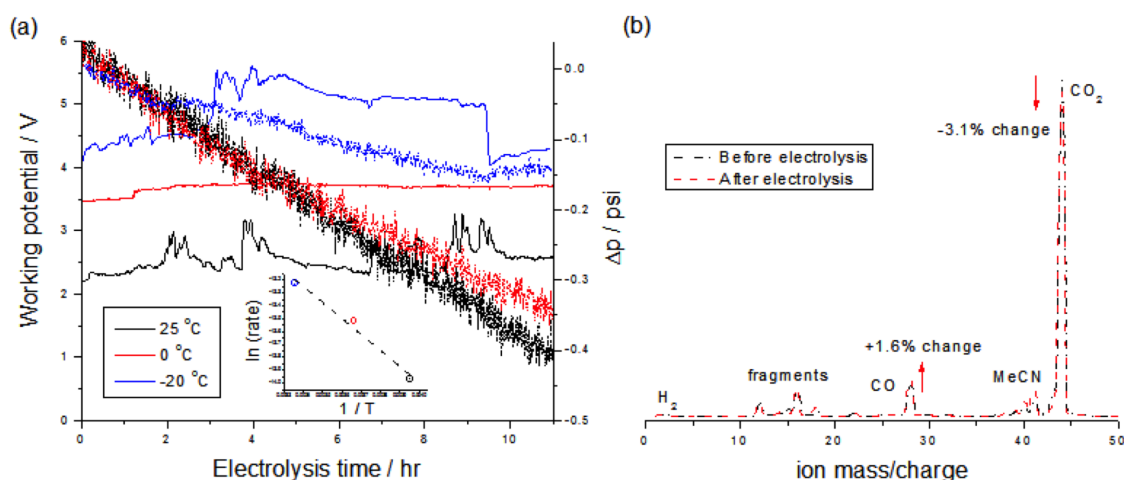 (a)
Working potential / V
6
5
4
3
2
1
0
0
2
4
6
8
10
Electrolysis time / hr
0.0
-0.1
-0.2
-0.3
-0.4
-0.5
Δp / psi
25 °C
0 °C
-20 °C
ln (rate)
1 / T
(b)
CO₂
-3.1% change
Before electrolysis
After electrolysis
+1.6% change
fragments
CO
MeCN
H₂
0
10
20
30
40
50
ion mass/charge